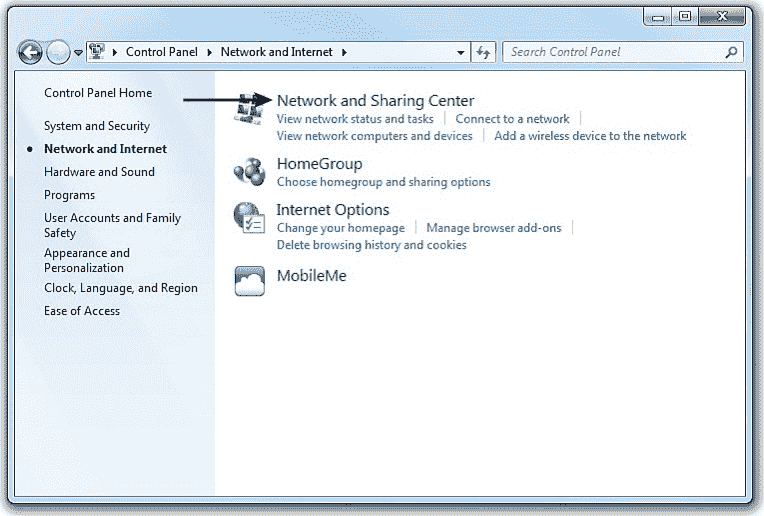 Control Panel Network and Internet Search Control Panel
Control Panel Home
System and Security
Network and Internet
Hardware and Sound
Programs
User Accounts and Family
Safety
Appearance and
Personalization
Clock, Language, and Region
Ease of Access
Network and Sharing Center
View network status and tasks Connect to a network
View network computers and devices Add a wireless device to the network
HomeGroup
Choose homegroup and sharing options
Internet Options
Change your homepage Manage browser add-ons
Delete browsing history and cookies
MobileMe